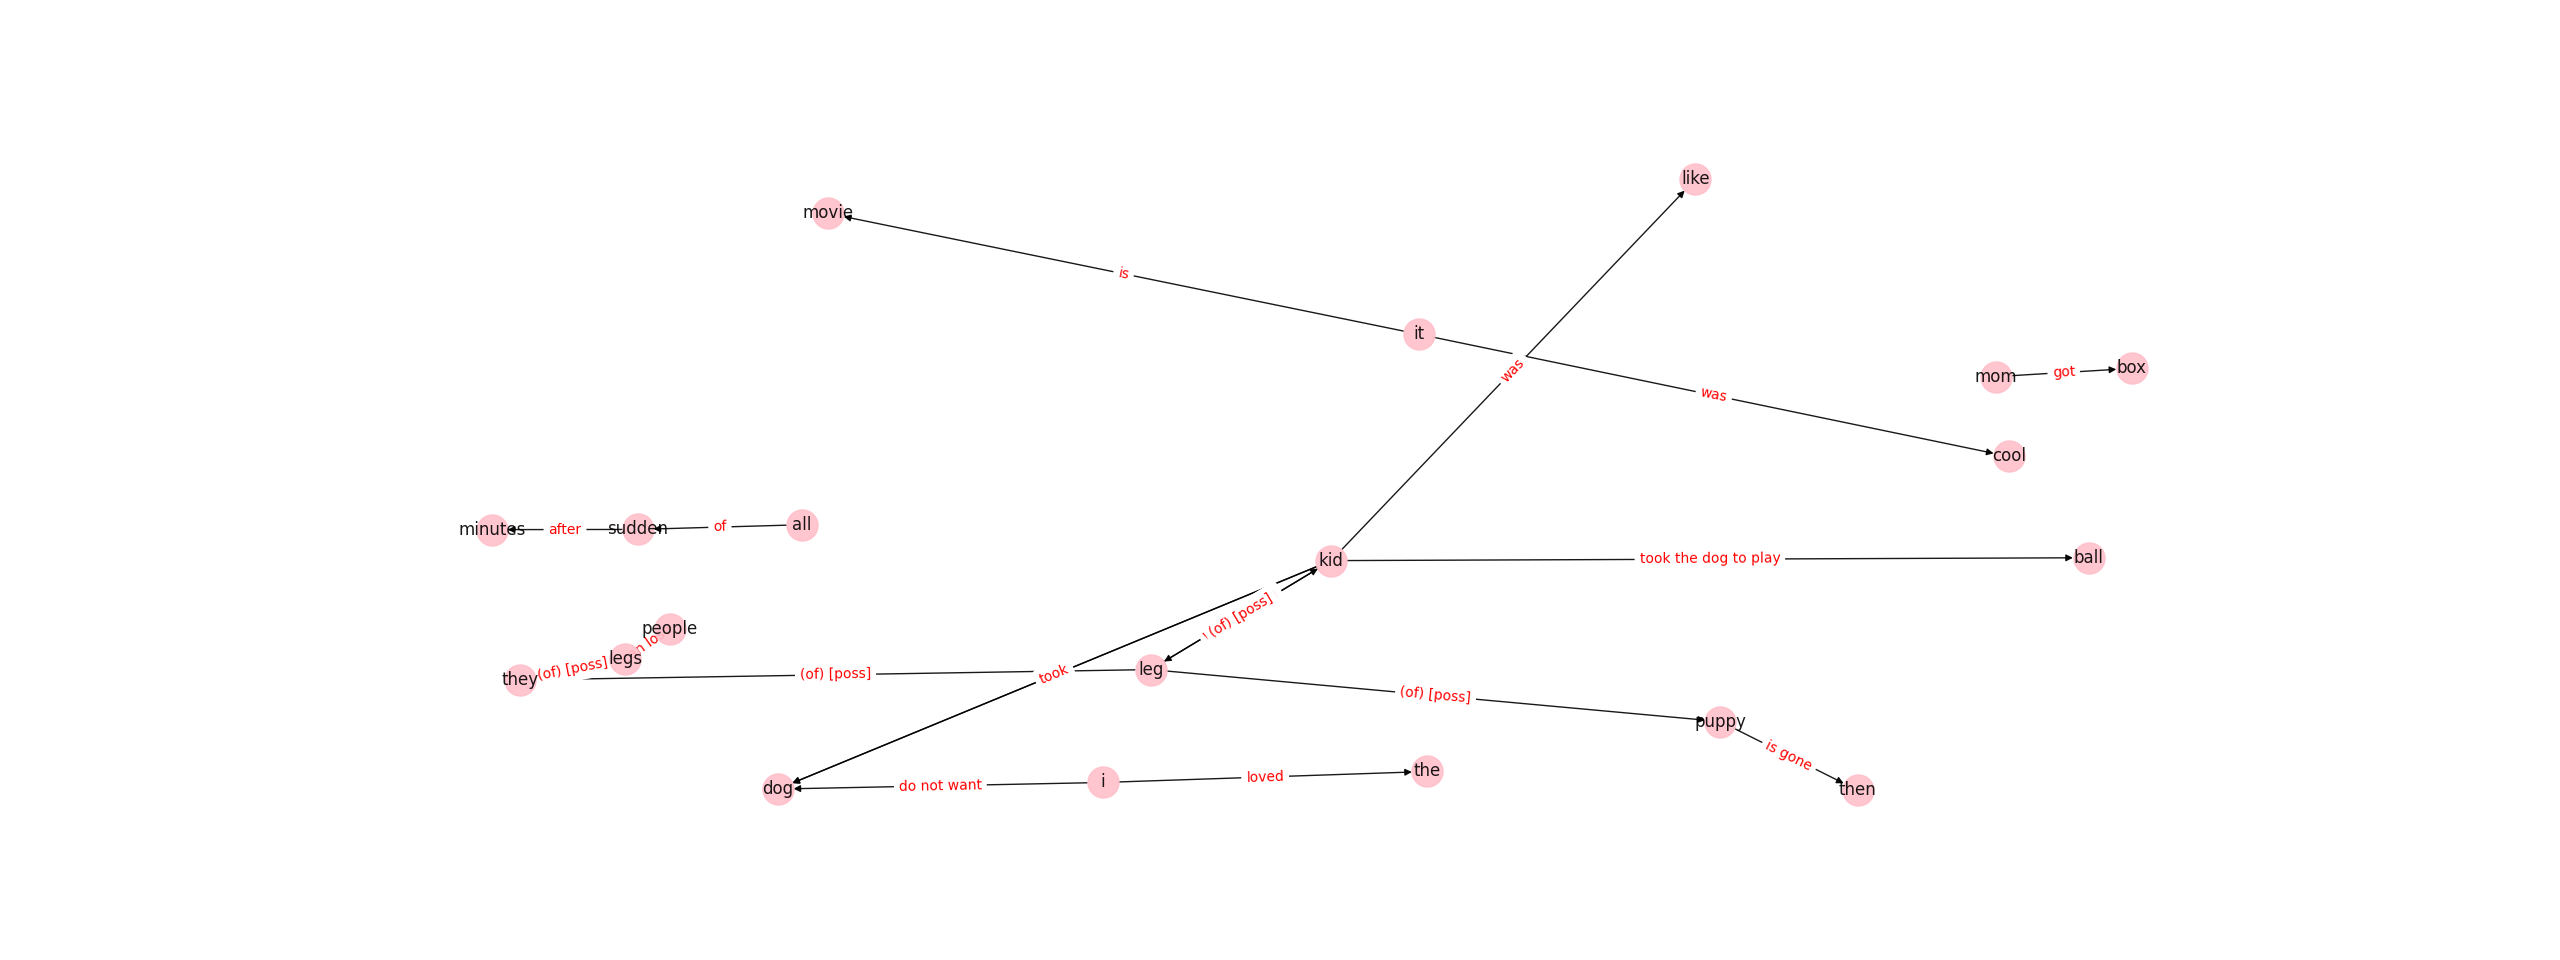 like
movie
is
it
was
was
mom
got
box
cool
minutes
after
sudden
of
all
kid
took the dog to play
ball
(of) [poss]
people
legs
they
(of) [poss]
(of) [poss]
leg
took
(of) [poss]
puppy
is gone
then
dog
do not want
i
loved
the